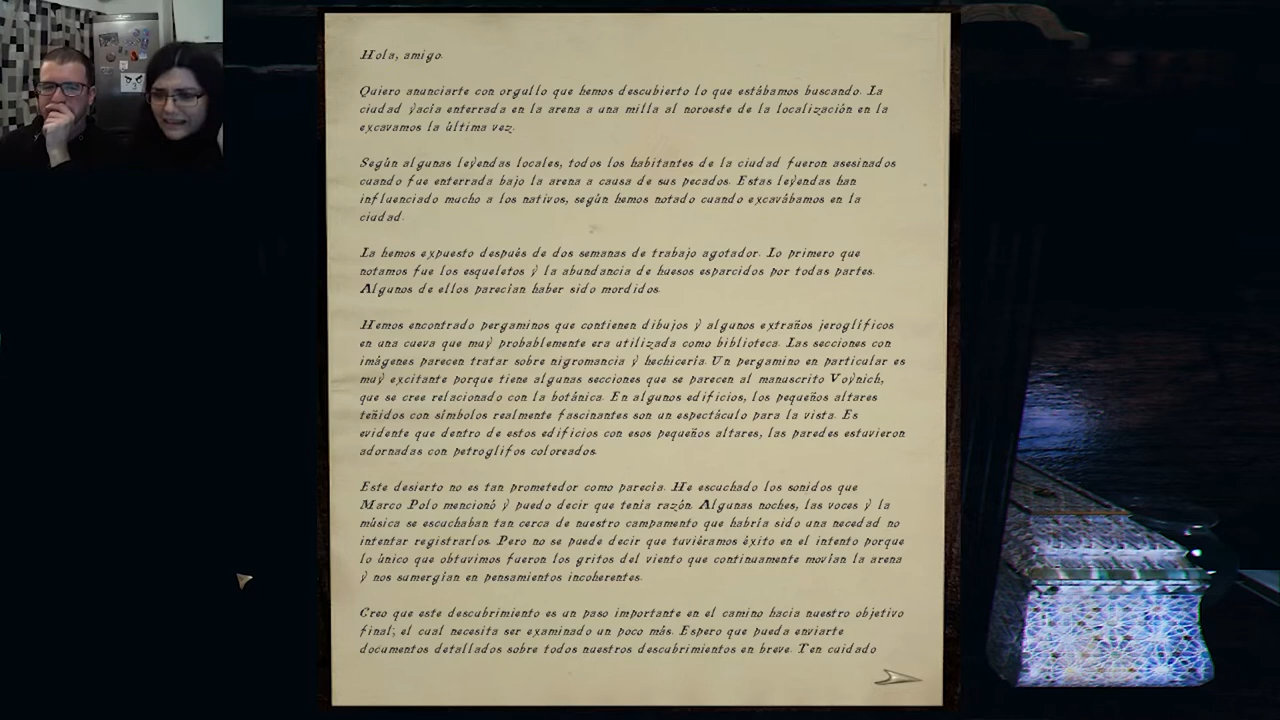 Hola, amigo.
Quiero anunciarte con orgullo que hemos descubierto lo que estábamos buscando. La
ciudad yacía enterrada en la arena a una milla al noroeste de la localización en la
excavamos la última vez.
Según algunas leyendas locales, todos los habitantes de la ciudad fueron asesinados
cuando fue enterrada bajo la arena a causa de sus pecados. Estas leyendas han
influenciado mucho a los nativos, según hemos notado cuando excavábamos en la
ciudad.
La hemos expuesto después de dos semanas de trabajo agotador. Lo primero que
notamos fue los esqueletos y la abundancia de huesos esparcidos por todas partes.
Algunos de ellos parecían haber sido mordidos.
Hemos encontrado pergaminos que contienen dibujos y algunos extraños jeroglíficos
en una cueva que muy probablemente era utilizada como biblioteca. Las secciones con
imágenes parecen tratar sobre nigromancia y hechicería. Un pergamino en particular es
muy excitante porque tiene algunas secciones que se parecen al manuscrito Voynich,
que se cree relacionado con la botánica. En algunos edificios, los pequeños altares
teñidos con símbolos realmente fascinantes son un espectáculo para la vista. Es
evidente que dentro de estos edificios con esos pequeños altares, las paredes estuvieron
adornadas con petroglifos coloreados.
Este desierto no es tan prometedor como parecía. He escuchado los sonidos que
Marco Polo mencionó y puedo decir que tenía razón. Algunas noches, las voces y la
música se escuchaban tan cerca de nuestro campamento que habría sido una necedad no
intentar registrarlos. Pero no se puede decir que tuviéramos éxito en el intento porque
lo único que obtuvimos fueron los gritos del viento que continuamente movían la arena
y nos sumergían en pensamientos incoherentes.
Creo que este descubrimiento es un paso importante en el camino hacia nuestro objetivo
final; el cual necesita ser examinado un poco más. Espero que pueda enviarte
documentos detallados sobre todos nuestros descubrimientos en breve. Ten cuidado